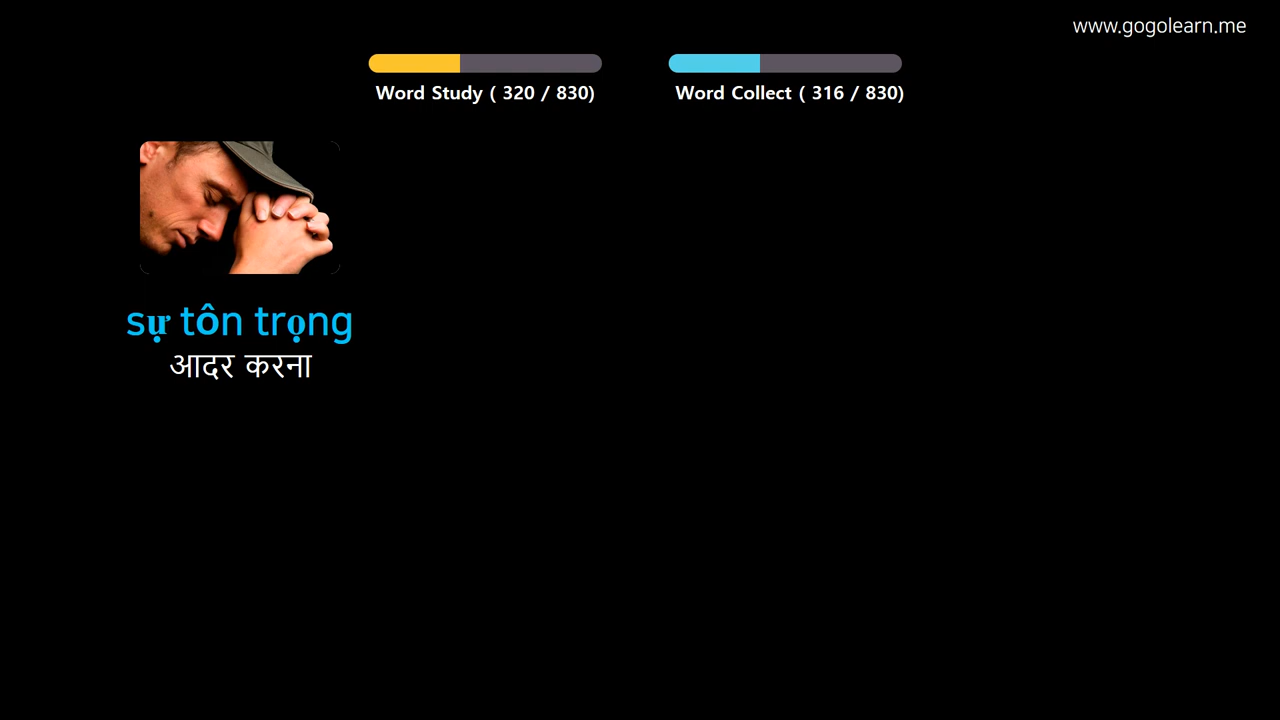 www.gogolearn.me
Word Study ( 320 / 830)
Word Collect ( 316 / 830)
sự tôn trọng
आदर करना